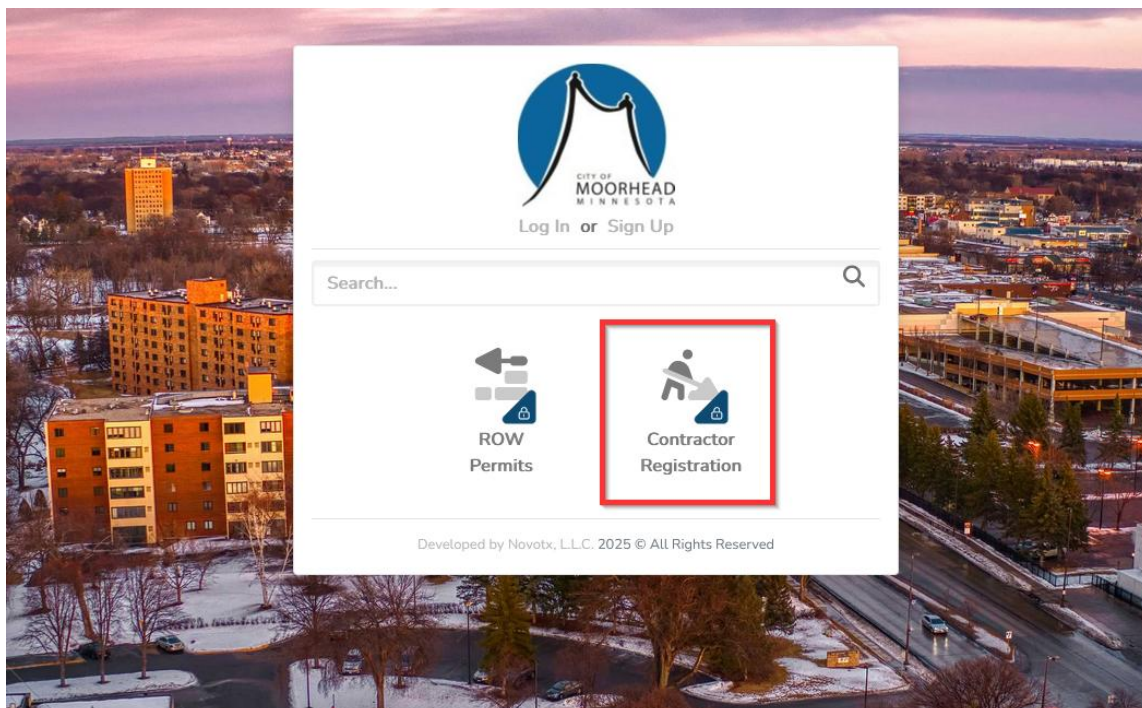 CITY OF
MOORHEAD
MINNESOTA
Log In or Sign Up
Search...
ROW
Permits
Contractor
Registration
Developed by Novotx, L.L.C. 2025 © All Rights Reserved